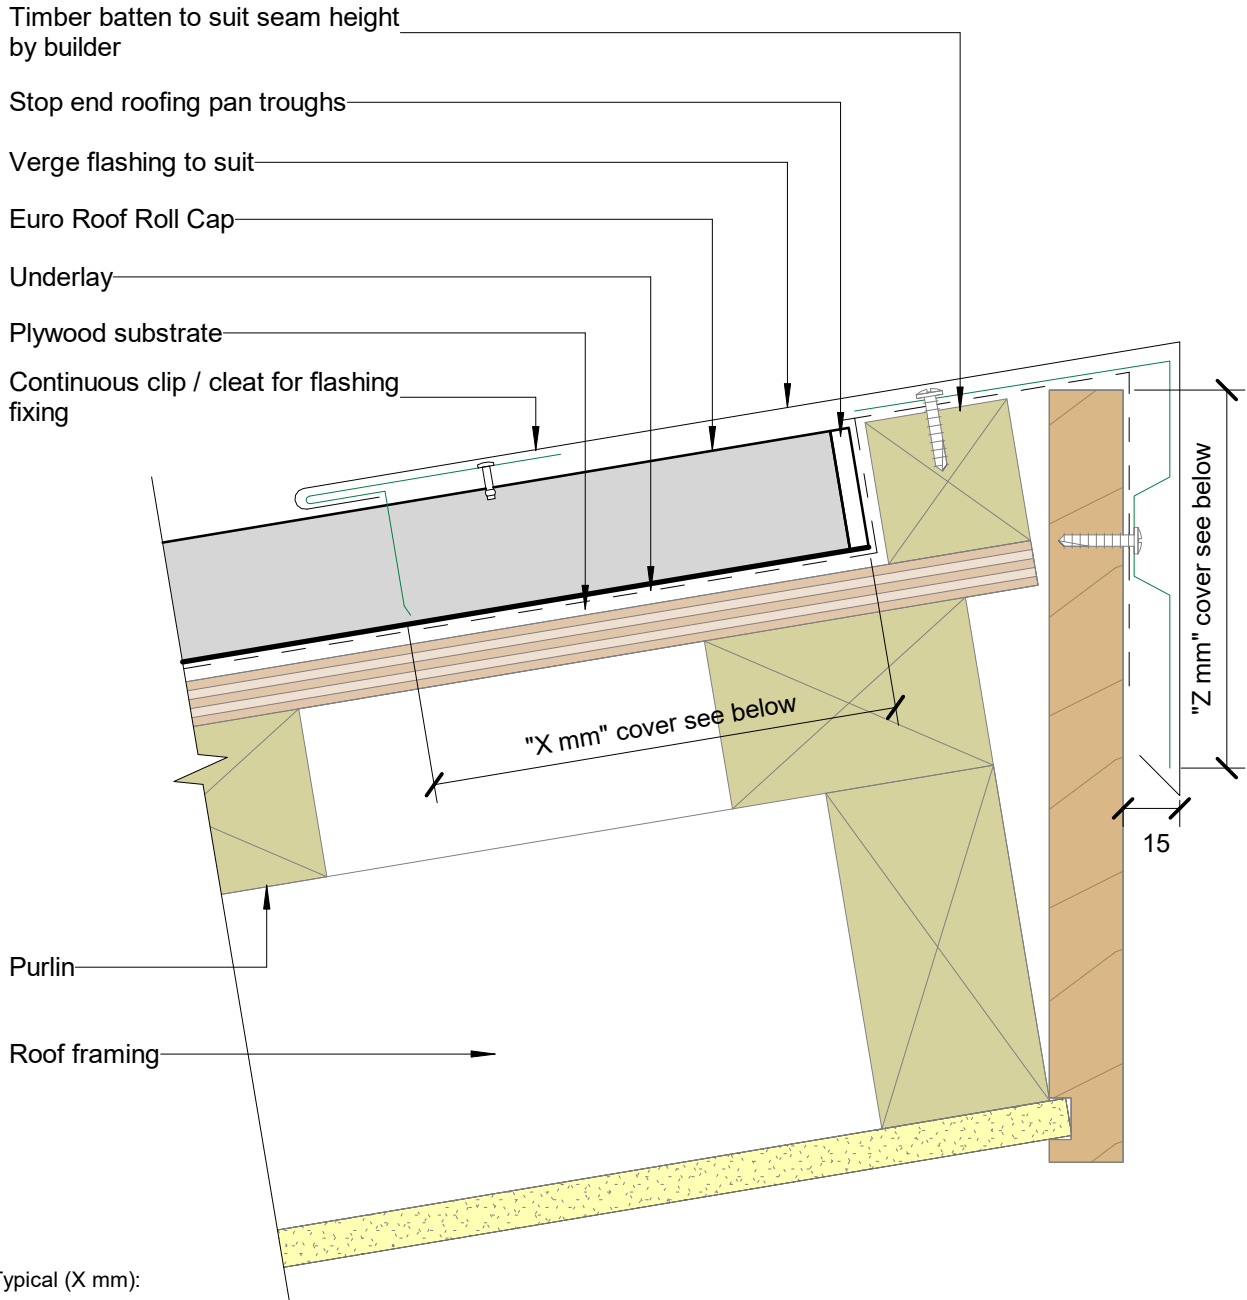 Timber batten to suit seam height
by builder
Stop end roofing pan troughs
Verge flashing to suit
Euro Roof Roll Cap
Underlay
Plywood substrate
Continuous clip / cleat for flashing
fixing
"X mm" cover see below
"Z mm" cover see below
15
Purlin
Roof framing
Typical (X mm):